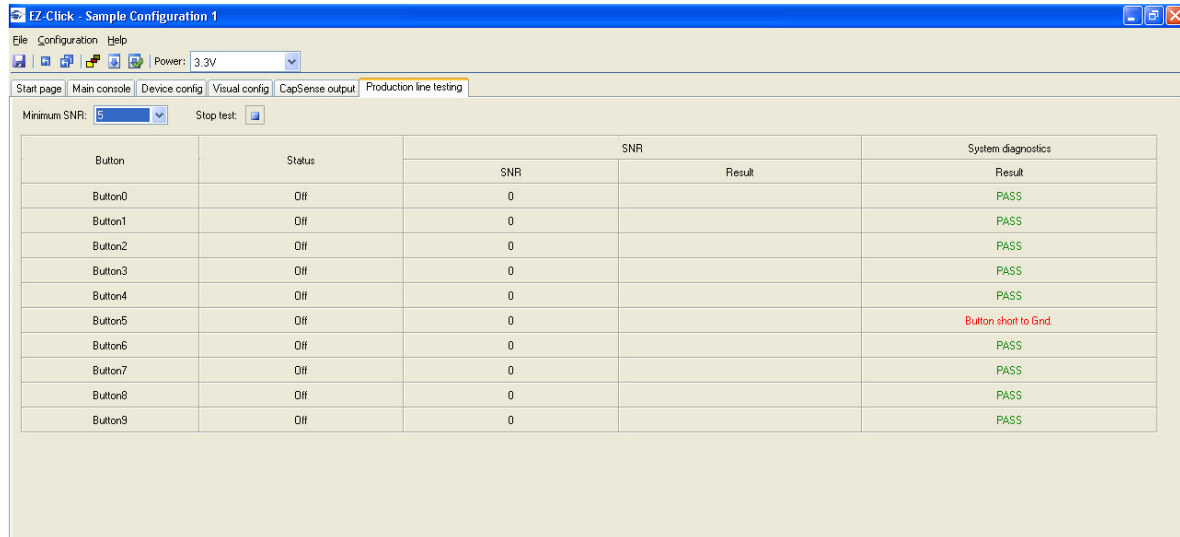 EZ-Click - Sample Configuration 1
File Configuration Help
Power: 3.3V
Start page Main console Device config Visual config CapSense output Production line testing
Minimum SNR: 5 Stop test:
Button Status SNR System diagnostics
SNR Result Result
Button0 Off 0 PASS
Button1 Off 0 PASS
Button2 Off 0 PASS
Button3 Off 0 PASS
Button4 Off 0 PASS
Button5 Off 0 Button short to Gnd.
Button6 Off 0 PASS
Button7 Off 0 PASS
Button8 Off 0 PASS
Button9 Off 0 PASS